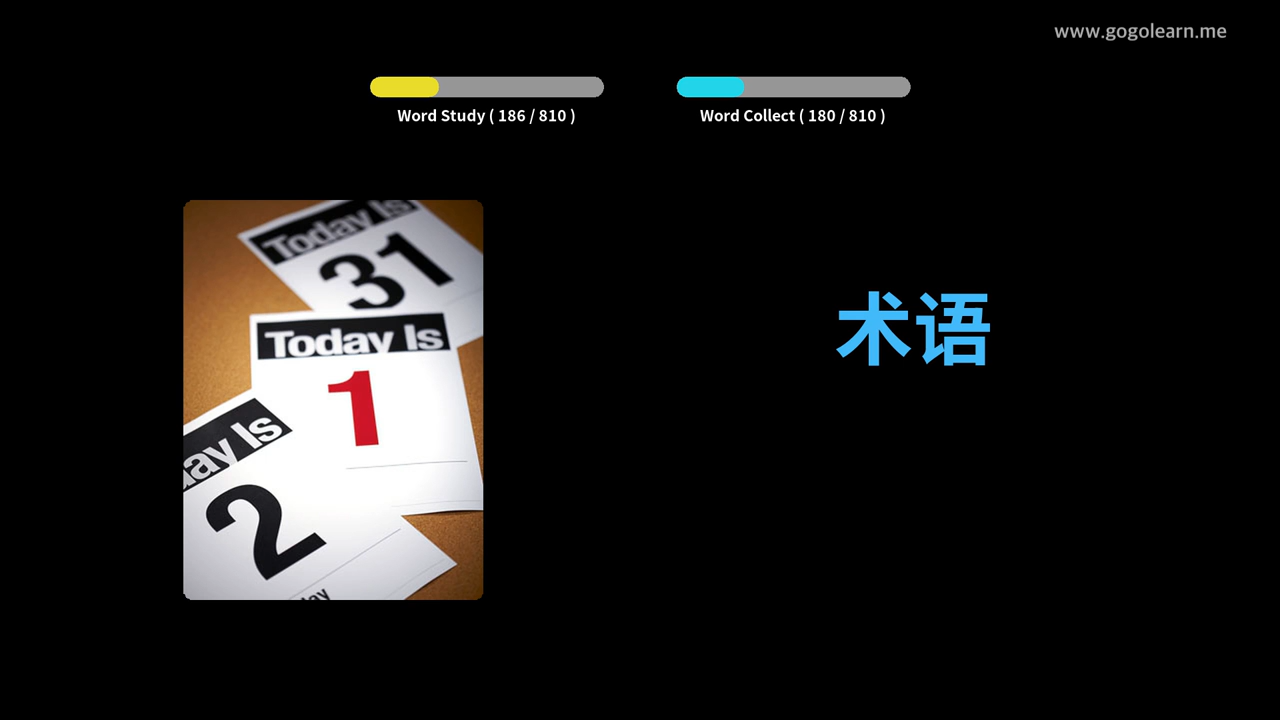 www.gogolearn.me
Word Study ( 186 / 810 )
Word Collect ( 180 / 810 )
Today Is
31
Today Is
1
day Is
2
术语